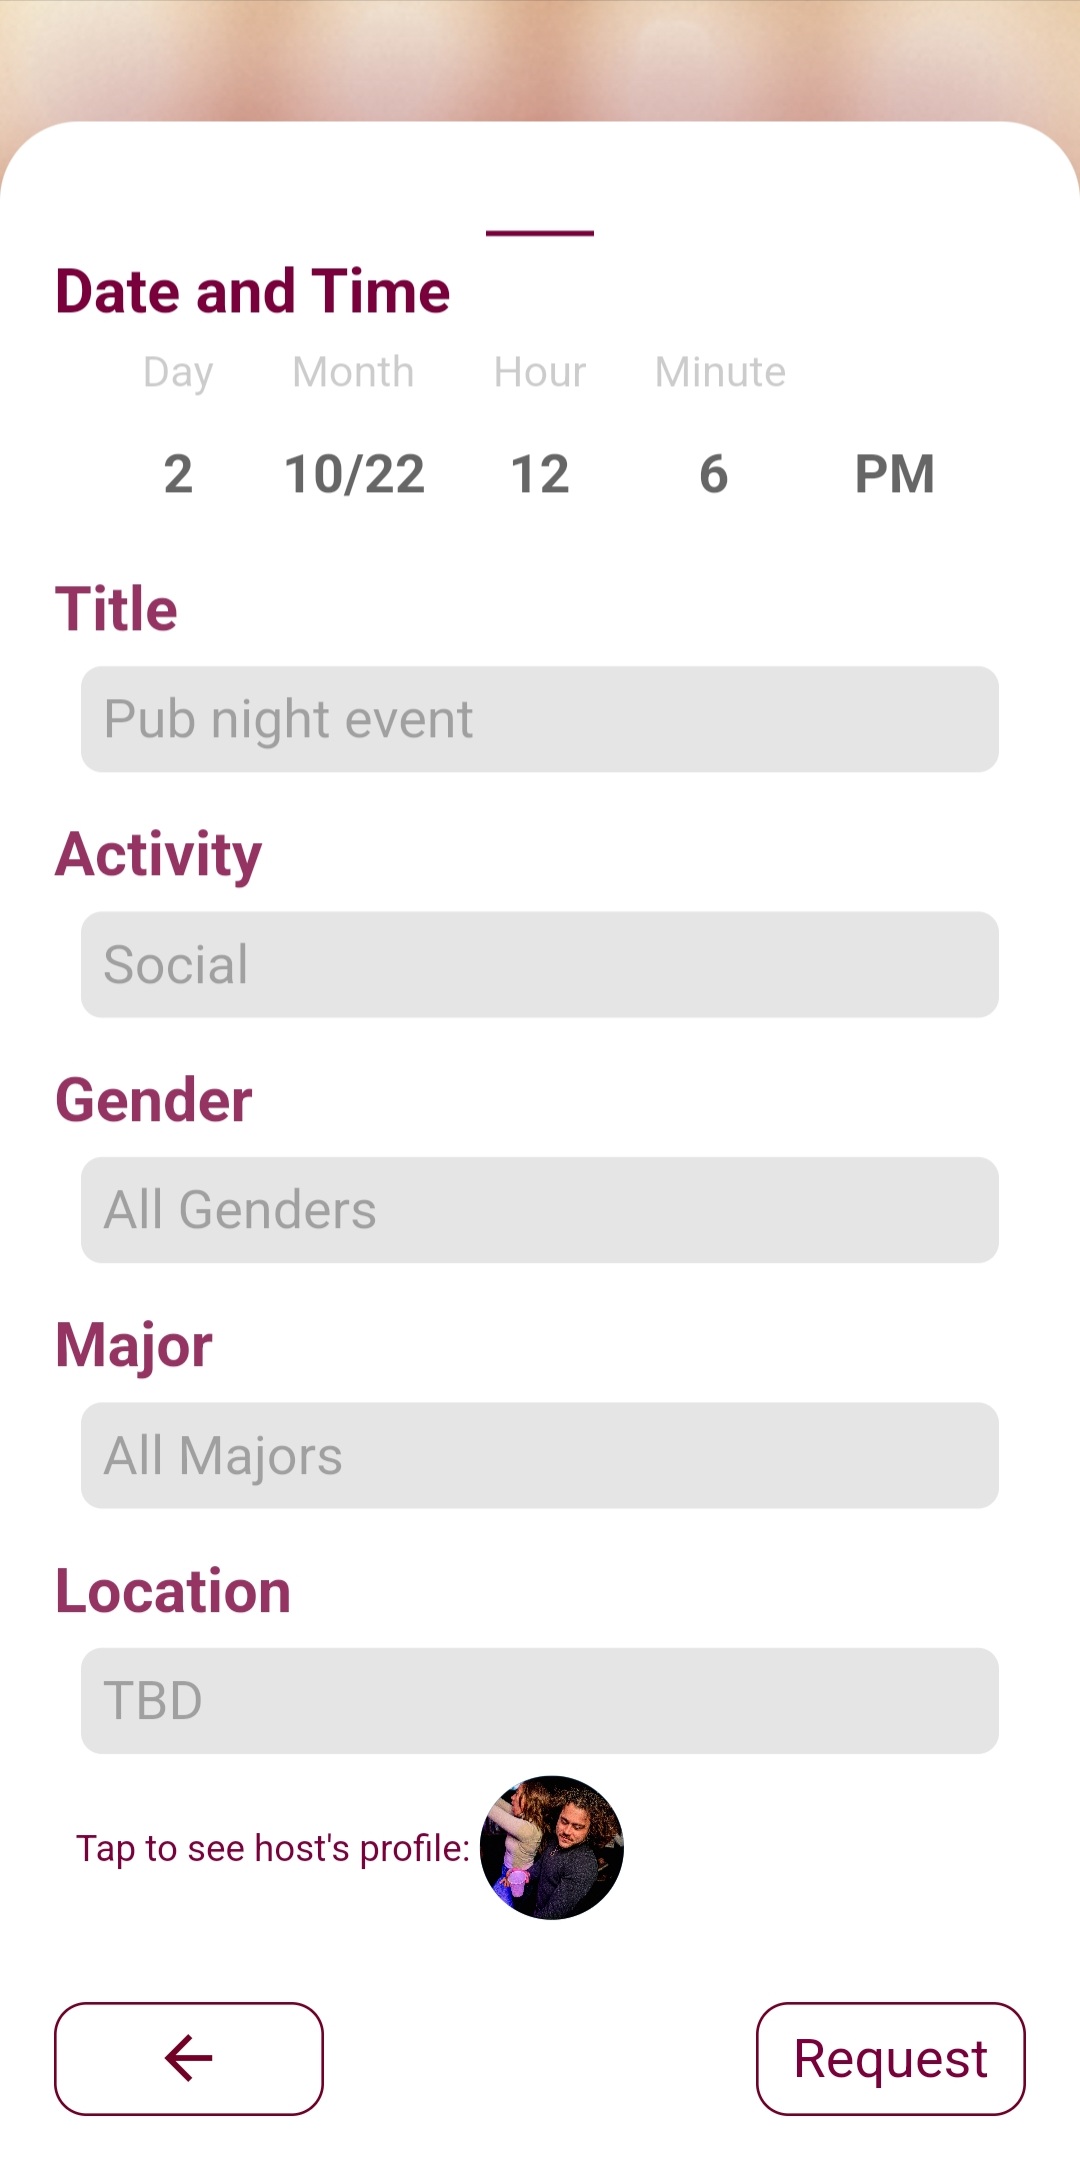 Date and Time
Day Month Hour Minute
2 10/22 12 6 PM
Title
Pub night event
Activity
Social
Gender
All Genders
Major
All Majors
Location
TBD
Tap to see host's profile:
Request